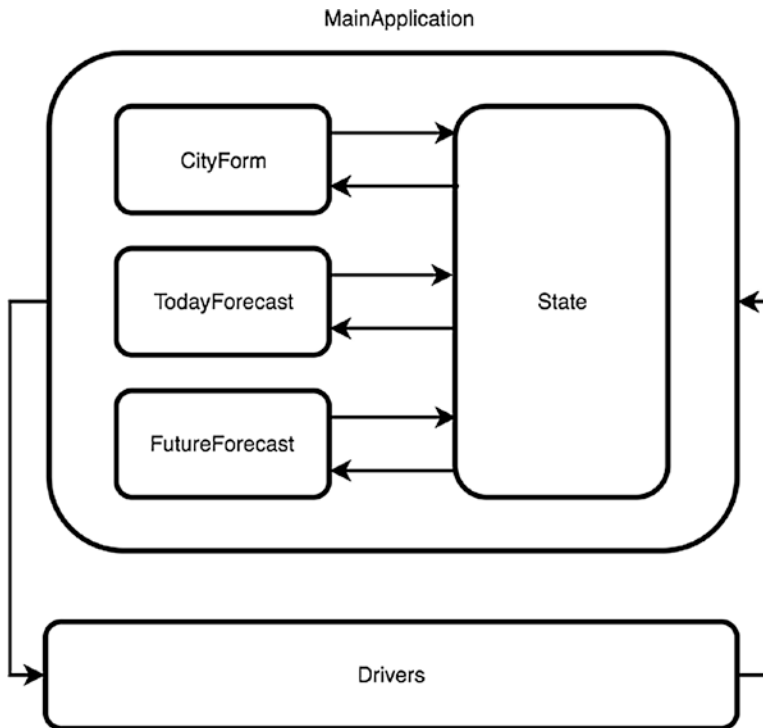 MainApplication
CityForm
TodayForecast
State
FutureForecast
Drivers